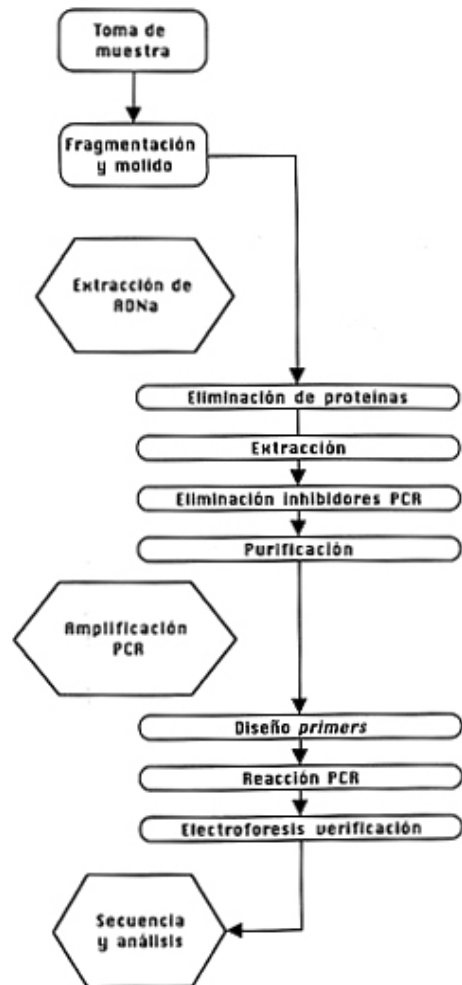 Toma de
muestra
Fragmentación
y molido
Extracción de
ADNa
Eliminación de proteínas
Extracción
Eliminación inhibidores PCR
Purificación
Amplificación
PCR
Diseño primers
Reacción PCR
Electroforesis verificación
Secuencia
y análisis